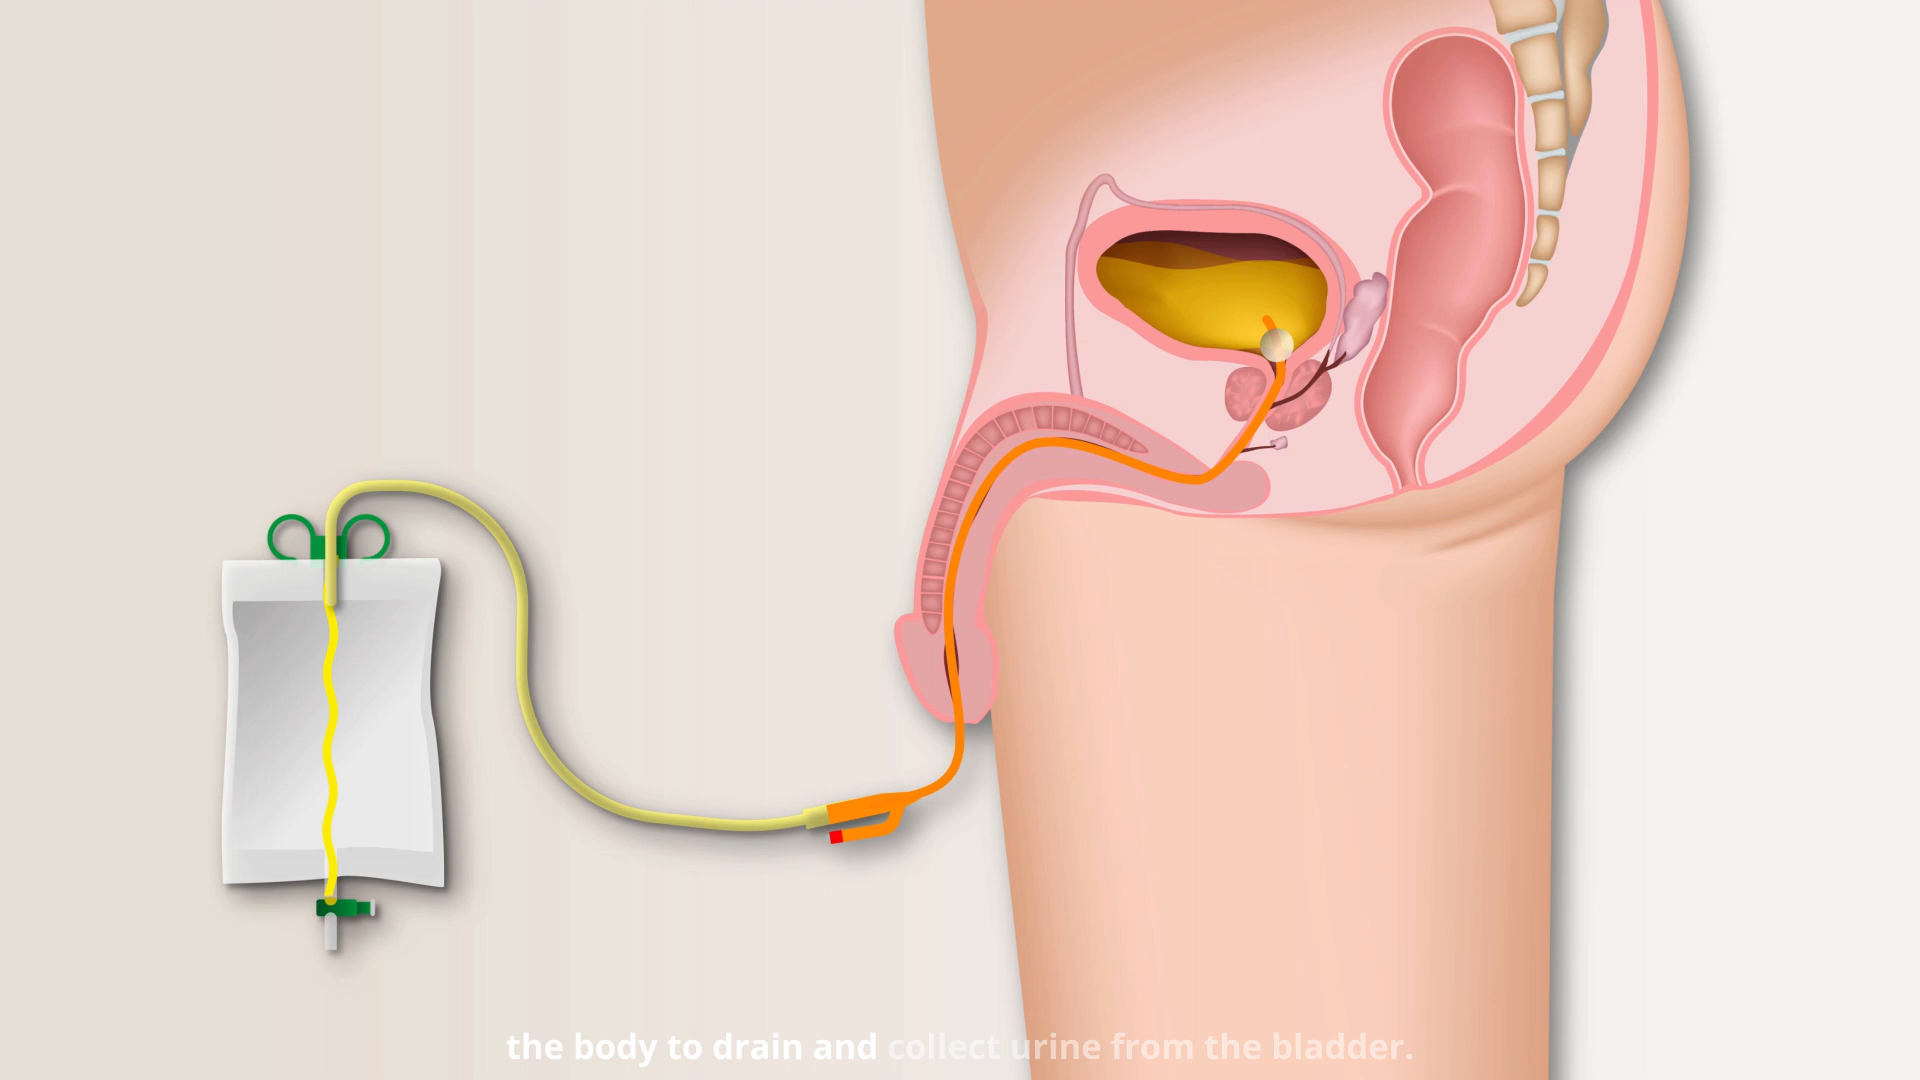 the body to drain and collect urine from the bladder.